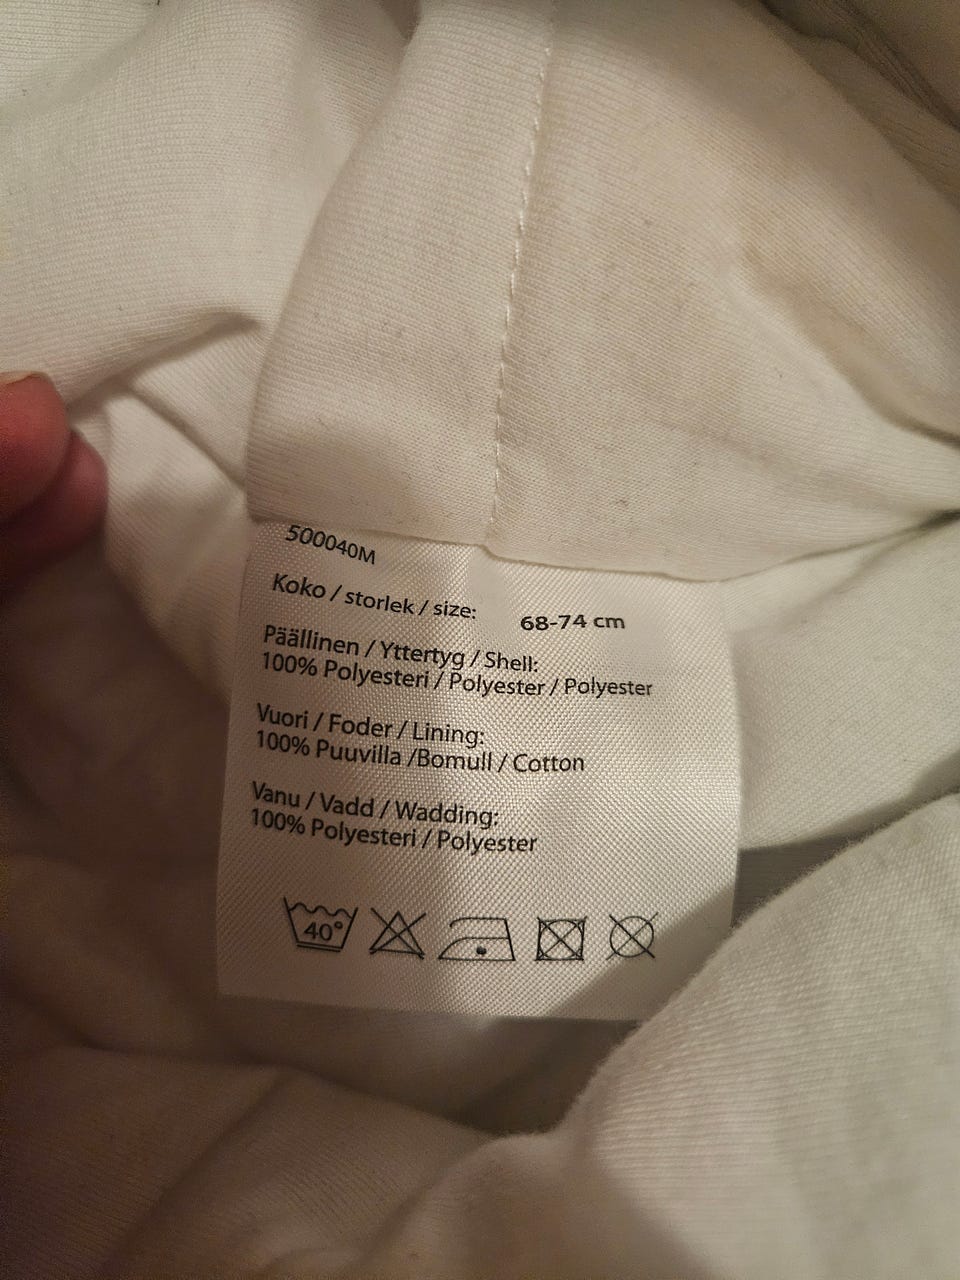 500040M
Koko / storlek / size: 68-74 cm
Päällinen / Yttertyg / Shell:
100% Polyesteri / Polyester / Polyester
Vuori / Foder / Lining:
100% Puuvilla /Bomull / Cotton
Vanu / Vadd / Wadding:
100% Polyesteri / Polyester
40°